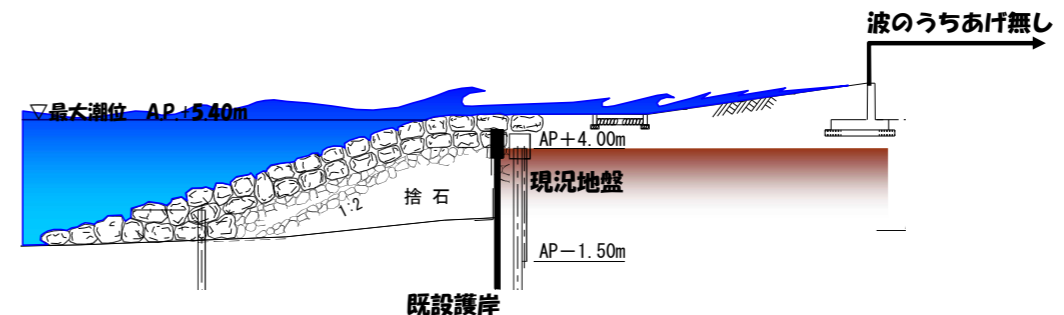 波のうちあげ無し
▽最大潮位 A.P.+5.40m
AP+4.00m
現況地盤
捨石
1:2
AP-1.50m
既設護岸